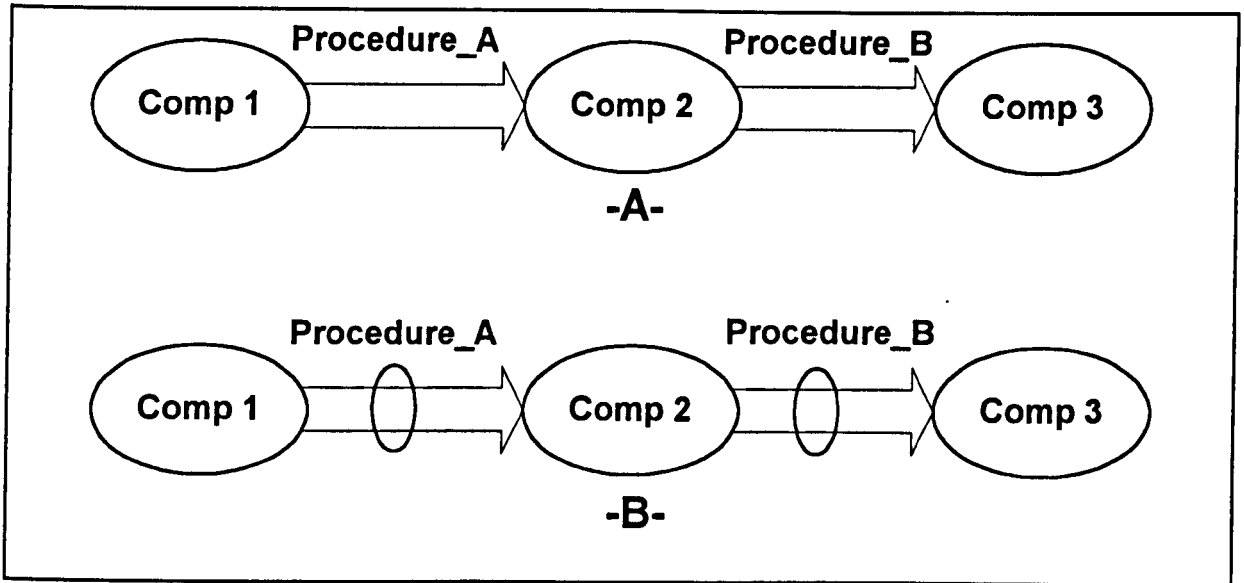 Procedure_A Procedure_B
Comp 1 Comp 2 Comp 3
-A-
Procedure_A Procedure_B
Comp 1 Comp 2 Comp 3
-B-